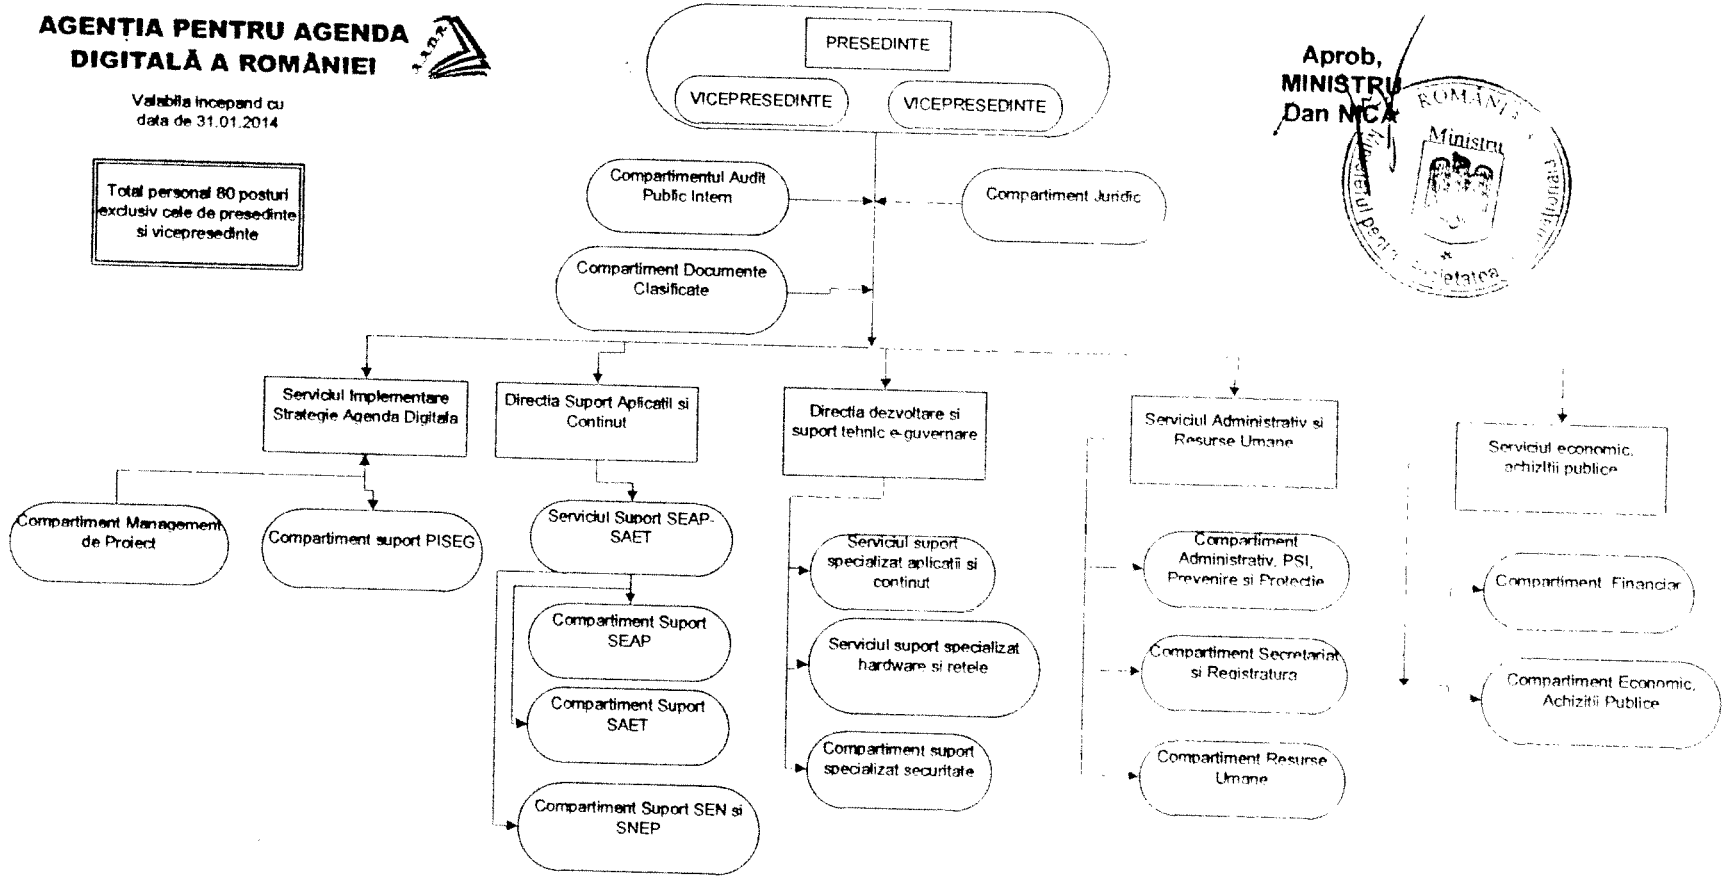 AGENȚIA PENTRU AGENDA
DIGITALĂ A ROMÂNIEI
A.A.D.R.
Valabila incepand cu
data de 31.01.2014
Total personal 80 posturi
exclusiv cele de presedinte
si vicepresedinte
PRESEDINTE
VICEPRESEDINTE
VICEPRESEDINTE
Aprob,
MINISTRU
Dan NICA
ROMÂNIA
Ministru
Ministerul pentru Societatea
Compartimentul Audit
Public Intern
Compartiment Juridic
Compartiment Documente
Clasificate
Serviciul Implementare
Strategie Agenda Digitala
Directia Suport Aplicatii si
Continut
Directia dezvoltare si
suport tehnic e-guvernare
Serviciul Administrativ si
Resurse Umane
Serviciul economic,
achizitii publice
Compartiment Management
de Proiect
Compartiment suport PISEG
Serviciul Suport SEAP-
SAET
Compartiment Suport
SEAP
Compartiment Suport
SAET
Compartiment Suport SEN si
SNEP
Serviciul suport
specializat aplicatii si
continut
Serviciul suport specializat
hardware si retele
Compartiment suport
specializat securitate
Compartiment
Administrativ, PSI,
Prevenire si Protectie
Compartiment Secretariat
si Registratura
Compartiment Resurse
Umane
Compartiment Financiar
Compartiment Economic,
Achizitii Publice